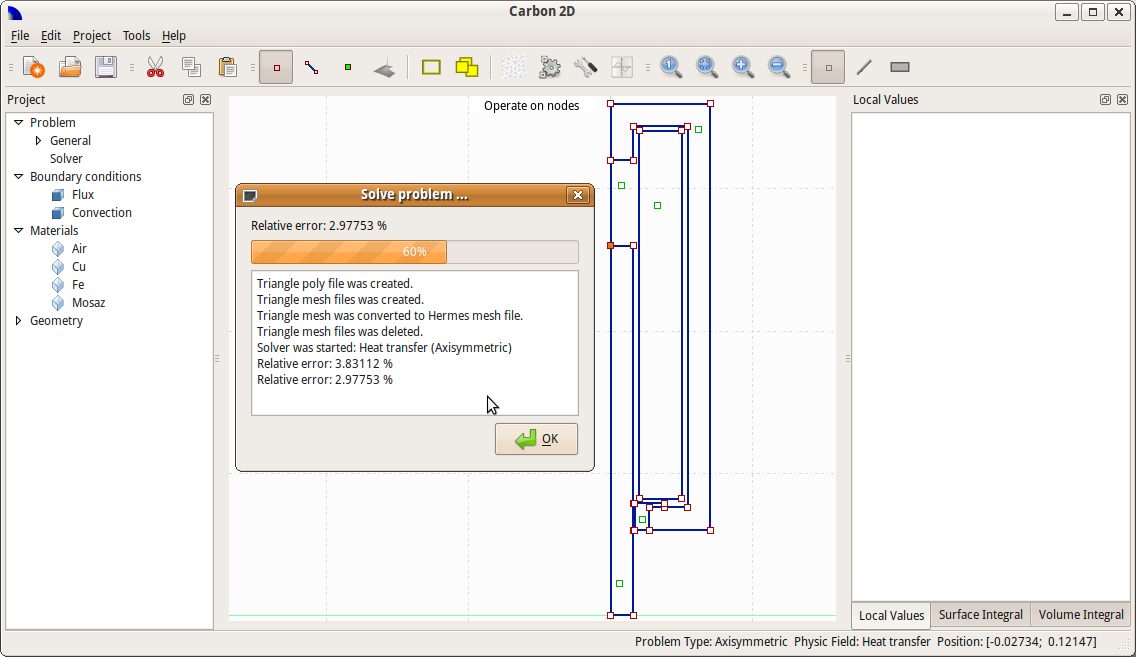 Carbon 2D
File Edit Project Tools Help
Project
Problem
General
Solver
Boundary conditions
Flux
Convection
Materials
Air
Cu
Fe
Mosaz
Geometry
Operate on nodes
Solve problem ...
Relative error: 2.97753 %
60%
Triangle poly file was created.
Triangle mesh files was created.
Triangle mesh was converted to Hermes mesh file.
Triangle mesh files was deleted.
Solver was started: Heat transfer (Axisymmetric)
Relative error: 3.83112 %
Relative error: 2.97753 %
OK
Local Values
Local Values Surface Integral Volume Integral
Problem Type: Axisymmetric Physic Field: Heat transfer Position: [-0.02734; 0.12147]